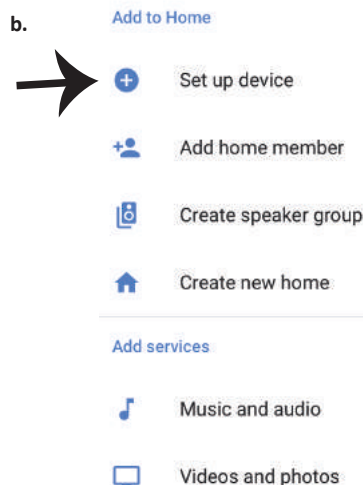 b.
Add to Home
Set up device
Add home member
Create speaker group
Create new home
Add services
Music and audio
Videos and photos